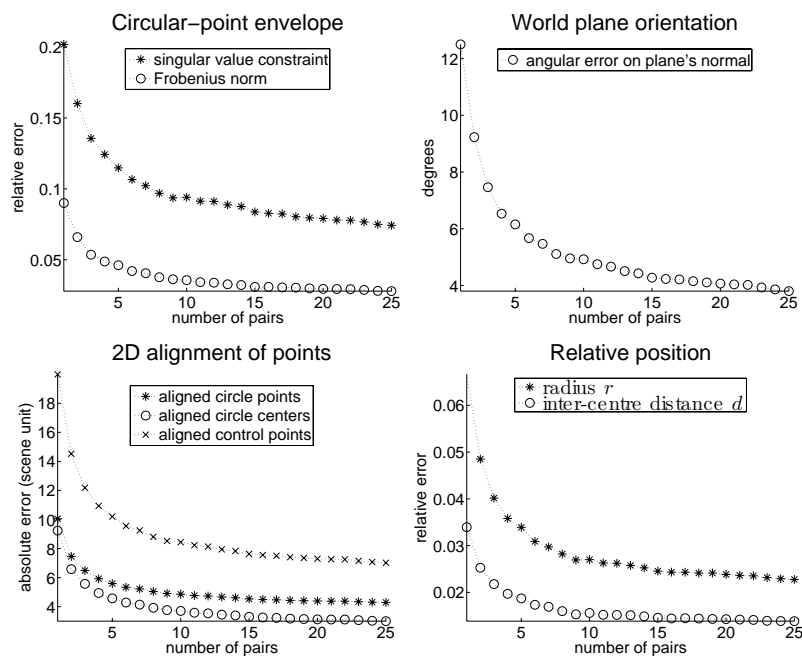 Circular−point envelope
0.2
0.15
0.1
0.05
relative error
singular value constraint
Frobenius norm
5
10
15
20
25
number of pairs
World plane orientation
12
10
8
6
4
degrees
angular error on plane's normal
5
10
15
20
25
number of pairs
2D alignment of points
18
16
14
12
10
8
6
4
absolute error (scene unit)
aligned circle points
aligned circle centers
aligned control points
5
10
15
20
25
number of pairs
Relative position
0.06
0.05
0.04
0.03
0.02
relative error
radius r
inter-centre distance d
5
10
15
20
25
number of pairs